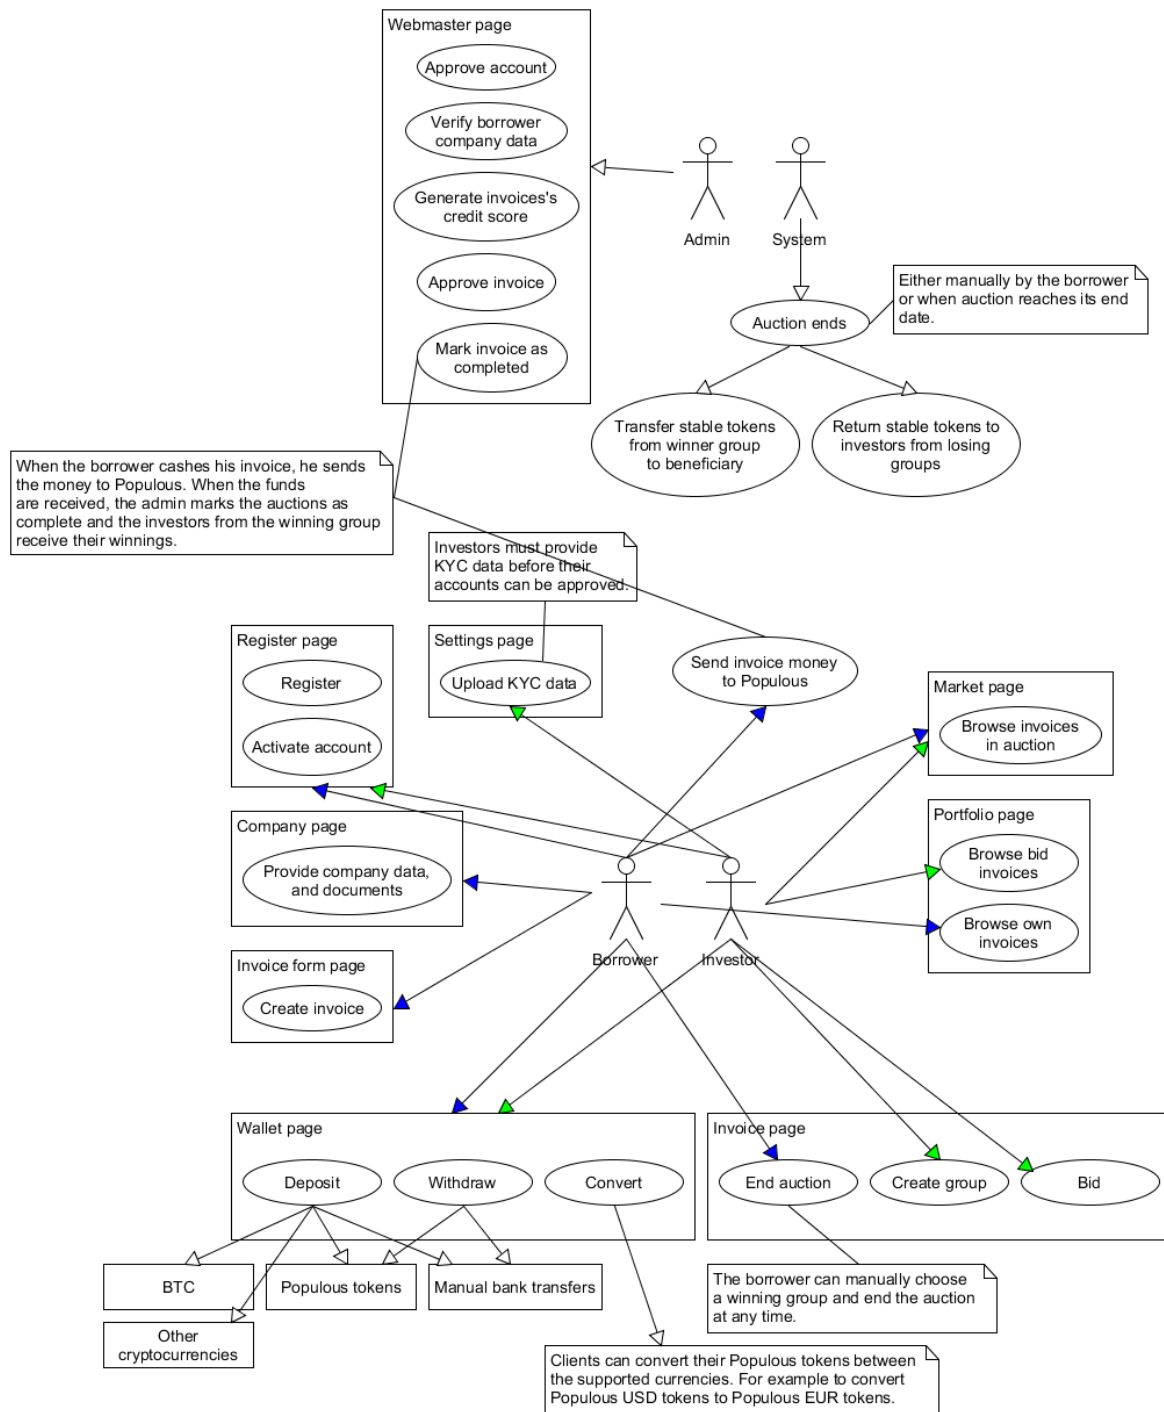 Webmaster page
Approve account
Verify borrower
company data
Generate invoices's
credit score
Approve invoice
Mark invoice as
completed
Admin
System
Either manually by the borrower
or when auction reaches its end
date.
Auction ends
Transfer stable tokens
from winner group
to beneficiary
Return stable tokens to
investors from losing
groups
When the borrower cashes his invoice, he sends
the money to Populous. When the funds
are received, the admin marks the auctions as
complete and the investors from the winning group
receive their winnings.
Investors must provide
KYC data before their
accounts can be approved.
Register page
Register
Activate account
Settings page
Upload KYC data
Send invoice money
to Populous
Market page
Browse invoices
in auction
Company page
Provide company data,
and documents
Portfolio page
Browse bid
invoices
Browse own
invoices
Borrower
Investor
Invoice form page
Create invoice
Wallet page
Deposit
Withdraw
Convert
Invoice page
End auction
Create group
Bid
BTC
Populous tokens
Manual bank transfers
Other
cryptocurrencies
The borrower can manually choose
a winning group and end the auction
at any time.
Clients can convert their Populous tokens between
the supported currencies. For example to convert
Populous USD tokens to Populous EUR tokens.